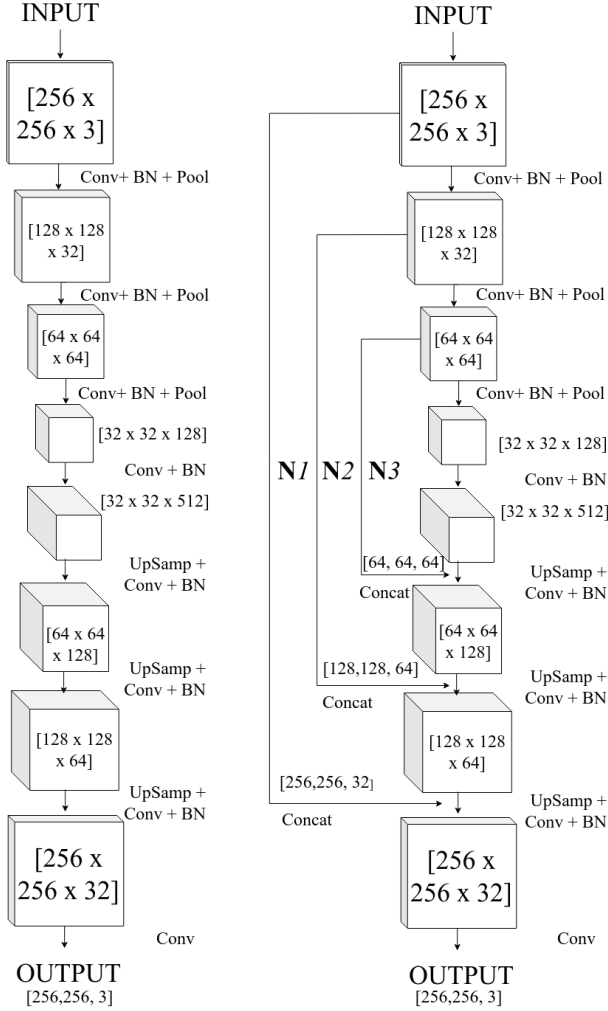 INPUT
[256 x
256 x 3]
Conv+ BN + Pool
[128 x 128
x 32]
Conv+ BN + Pool
[64 x 64
x 64]
Conv+ BN + Pool
[32 x 32 x 128]
Conv + BN
[32 x 32 x 512]
UpSamp +
Conv + BN
[64 x 64
x 128]
UpSamp +
Conv + BN
[128 x 128
x 64]
UpSamp +
Conv + BN
[256 x
256 x 32]
Conv
OUTPUT
[256,256, 3]
INPUT
[256 x
256 x 3]
Conv+ BN + Pool
[128 x 128
x 32]
Conv+ BN + Pool
[64 x 64
x 64]
Conv+ BN + Pool
[32 x 32 x 128]
N1 N2 N3
Conv + BN
[32 x 32 x 512]
[64, 64, 64]
Concat
UpSamp +
Conv + BN
[64 x 64
x 128]
[128,128, 64]
Concat
UpSamp +
Conv + BN
[128 x 128
x 64]
[256,256, 32]
Concat
UpSamp +
Conv + BN
[256 x
256 x 32]
Conv
OUTPUT
[256,256, 3]